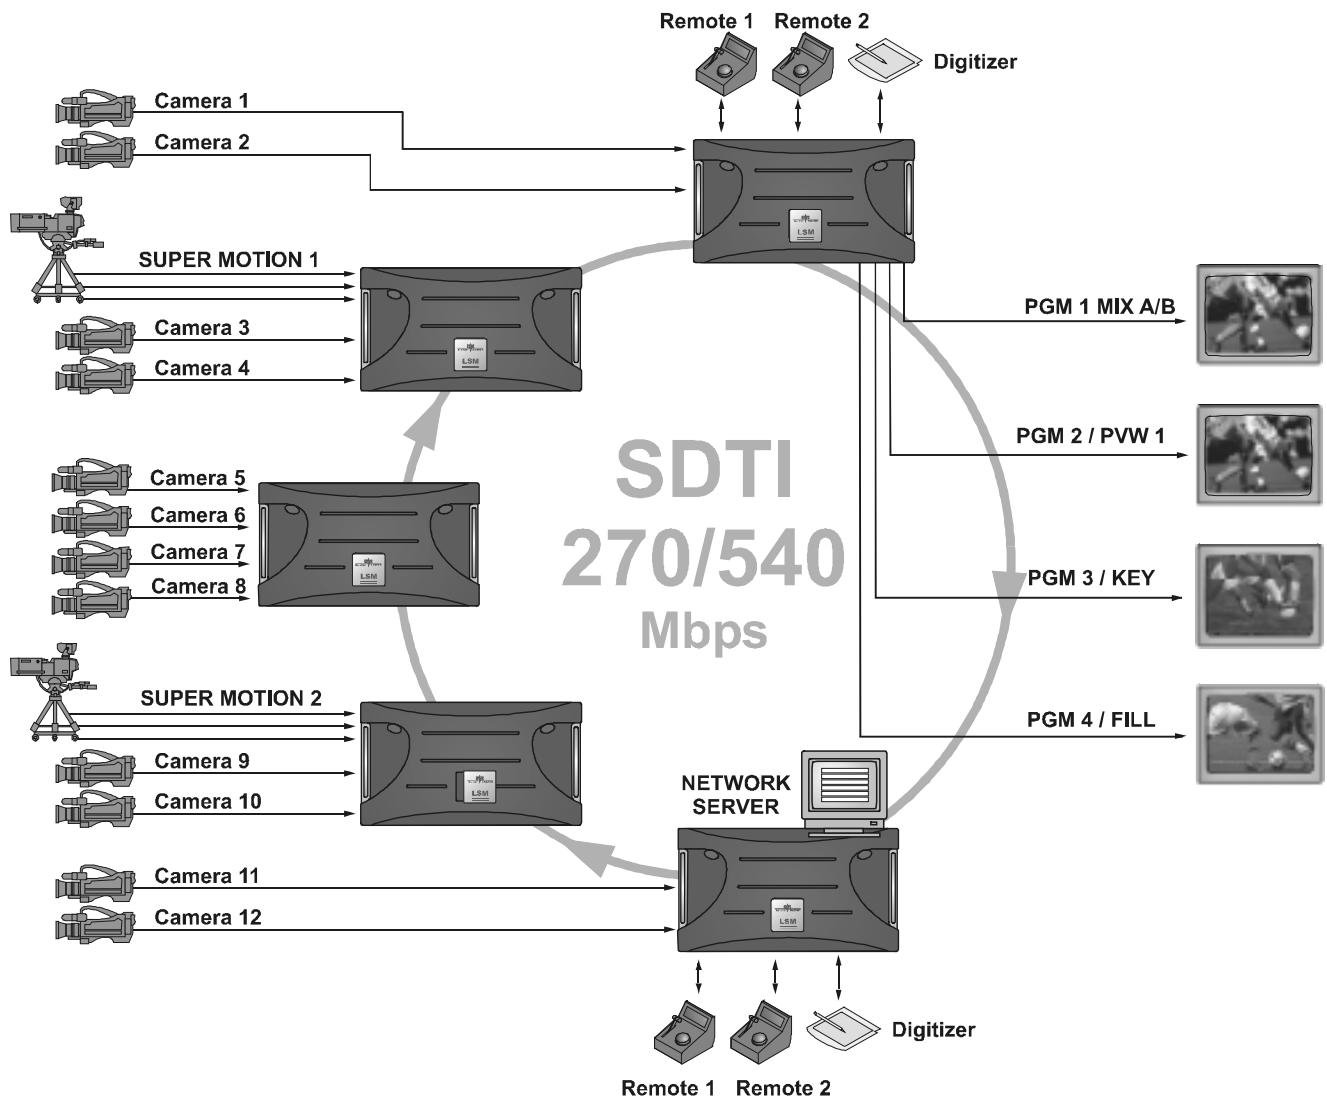 Remote 1
Remote 2
Digitizer
Camera 1
Camera 2
SUPER MOTION 1
Camera 3
Camera 4
LSM
LSM
PGM 1 MIX A/B
PGM 2 / PVW 1
PGM 3 / KEY
PGM 4 / FILL
SDTI
270/540
Mbps
Camera 5
Camera 6
Camera 7
Camera 8
LSM
SUPER MOTION 2
Camera 9
Camera 10
LSM
NETWORK
SERVER
Camera 11
Camera 12
LSM
Digitizer
Remote 1
Remote 2